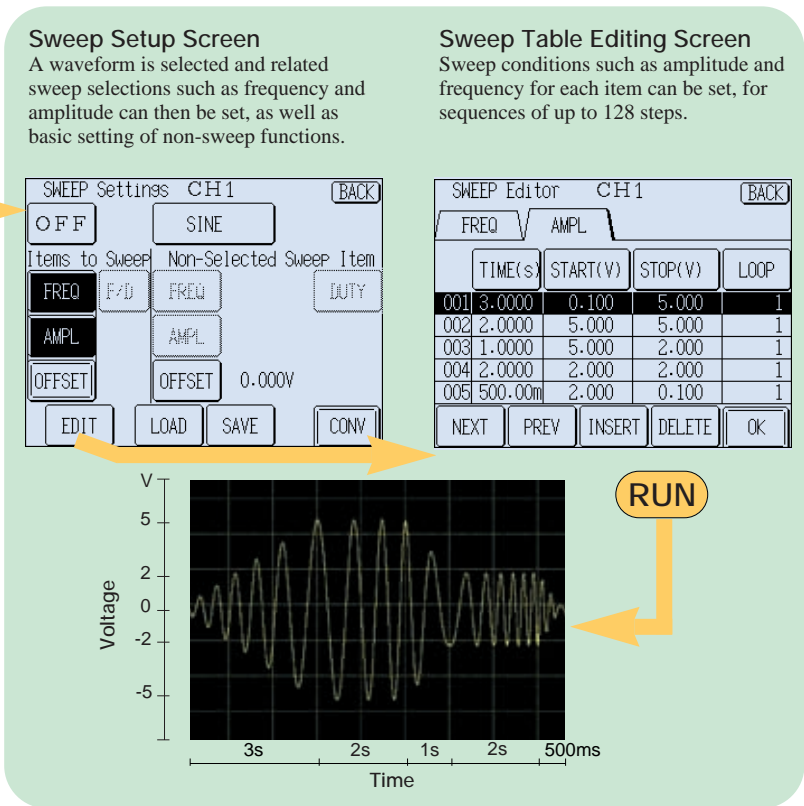 Sweep Setup Screen
A waveform is selected and related
sweep selections such as frequency and
amplitude can then be set, as well as
basic setting of non-sweep functions.
Sweep Table Editing Screen
Sweep conditions such as amplitude and
frequency for each item can be set, for
sequences of up to 128 steps.
SWEEP Settings CH1 BACK
OFF SINE
Items to Sweep Non-Selected Sweep Item
FREQ F/D FREQ DUTY
AMPL AMPL
OFFSET OFFSET 0.000V
EDIT LOAD SAVE CONV
SWEEP Editor CH1 BACK
FREQ AMPL
TIME(s) START(V) STOP(V) LOOP
001 3.0000 0.100 5.000 1
002 2.0000 5.000 5.000 1
003 1.0000 5.000 2.000 1
004 2.0000 2.000 2.000 1
005 500.00m 2.000 0.100 1
NEXT PREV INSERT DELETE OK
RUN
V
5
2
0
-2
-5
Voltage
3s 2s 1s 2s 500ms
Time